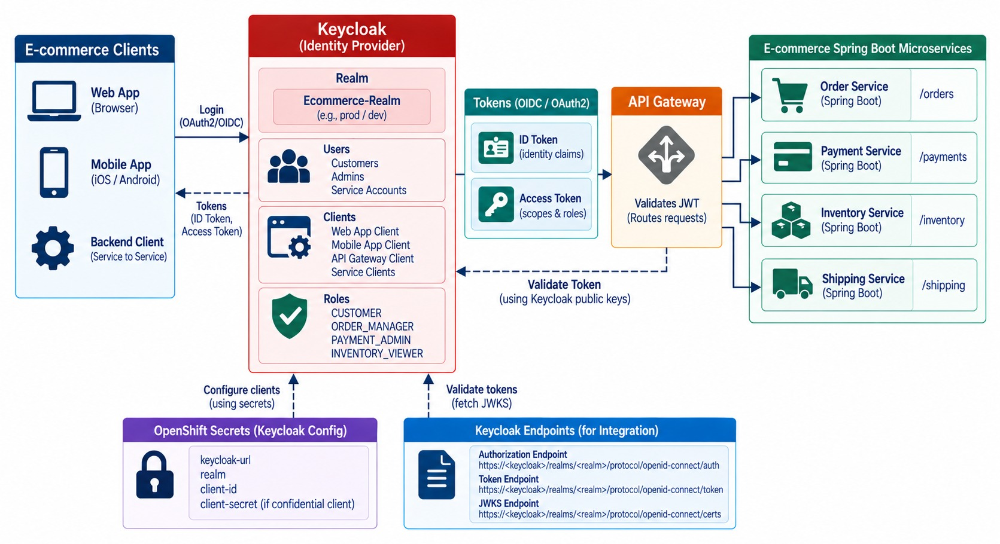 E-commerce Clients
Web App
(Browser)
Mobile App
(iOS / Android)
Backend Client
(Service to Service)
Login
(OAuth2/OIDC)
Tokens
(ID Token,
Access Token)
Keycloak
(Identity Provider)
Realm
Ecommerce-Realm
(e.g., prod / dev)
Users
Customers
Admins
Service Accounts
Clients
Web App Client
Mobile App Client
API Gateway Client
Service Clients
Roles
CUSTOMER
ORDER_MANAGER
PAYMENT_ADMIN
INVENTORY_VIEWER
Tokens (OIDC / OAuth2)
ID Token
(identity claims)
Access Token
(scopes & roles)
API Gateway
Validates JWT
(Routes requests)
Validate Token
(using Keycloak public keys)
E-commerce Spring Boot Microservices
Order Service
(Spring Boot)
/orders
Payment Service
(Spring Boot)
/payments
Inventory Service
(Spring Boot)
/inventory
Shipping Service
(Spring Boot)
/shipping
Configure clients
(using secrets)
Validate tokens
(fetch JWKS)
OpenShift Secrets (Keycloak Config)
keycloak-url
realm
client-id
client-secret (if confidential client)
Keycloak Endpoints (for Integration)
Authorization Endpoint
https://<keycloak>/realms/<realm>/protocol/openid-connect/auth
Token Endpoint
https://<keycloak>/realms/<realm>/protocol/openid-connect/token
JWKS Endpoint
https://<keycloak>/realms/<realm>/protocol/openid-connect/certs